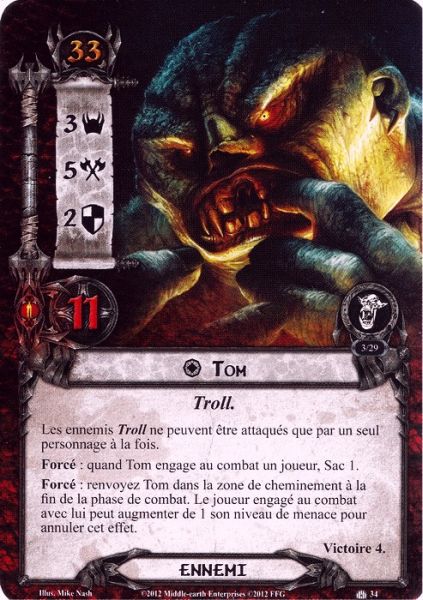 33
3
5
2
11
3/29
Tom
Troll.
Les ennemis Troll ne peuvent être attaqués que par un seul
personnage à la fois.
Forcé : quand Tom engage au combat un joueur, Sac 1.
Forcé : renvoyez Tom dans la zone de cheminement à la
fin de la phase de combat. Le joueur engagé au combat
avec lui peut augmenter de 1 son niveau de menace pour
annuler cet effet.
Victoire 4.
ENNEMI
Illus. Mike Nash ©2012 Middle-earth Enterprises ©2012 FFG 34